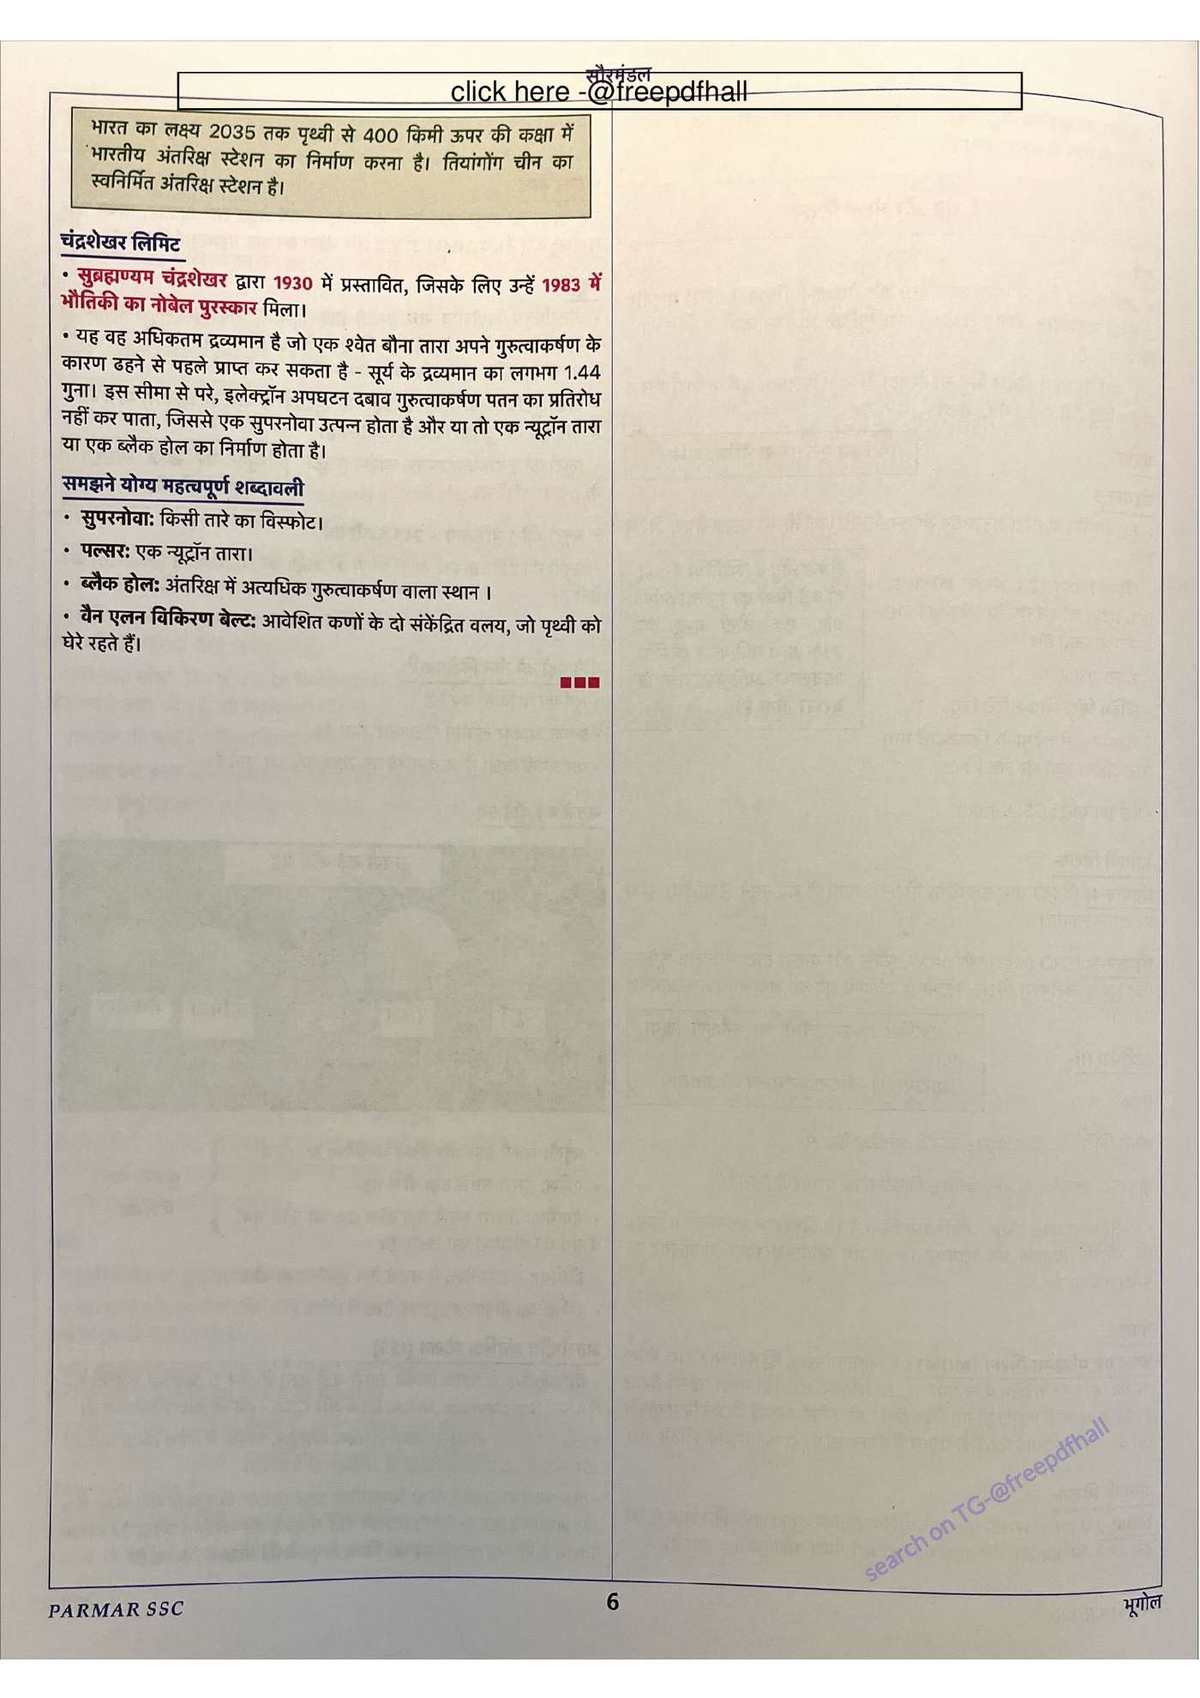 सौरमंडल
click here -@freepdfhall
भारत का लक्ष्य 2035 तक पृथ्वी से 400 किमी ऊपर की कक्षा में
भारतीय अंतरिक्ष स्टेशन का निर्माण करना है। तियांगोंग चीन का
स्वनिर्मित अंतरिक्ष स्टेशन है।
चंद्रशेखर लिमिट
• सुब्रह्मण्यम चंद्रशेखर द्वारा 1930 में प्रस्तावित, जिसके लिए उन्हें 1983 में
भौतिकी का नोबेल पुरस्कार मिला।
• यह वह अधिकतम द्रव्यमान है जो एक श्वेत बौना तारा अपने गुरुत्वाकर्षण के
कारण ढहने से पहले प्राप्त कर सकता है - सूर्य के द्रव्यमान का लगभग 1.44
गुना। इस सीमा से परे, इलेक्ट्रॉन अपघटन दबाव गुरुत्वाकर्षण पतन का प्रतिरोध
नहीं कर पाता, जिससे एक सुपरनोवा उत्पन्न होता है और या तो एक न्यूट्रॉन तारा
या एक ब्लैक होल का निर्माण होता है।
समझने योग्य महत्वपूर्ण शब्दावली
• सुपरनोवा: किसी तारे का विस्फोट।
• पल्सर: एक न्यूट्रॉन तारा।
• ब्लैक होल: अंतरिक्ष में अत्यधिक गुरुत्वाकर्षण वाला स्थान ।
• वैन एलन विकिरण बेल्ट: आवेशित कणों के दो संकेंद्रित वलय, जो पृथ्वी को
घेरे रहते हैं।
search on TG-@freepdfhall
PARMAR SSC
6
भूगोल